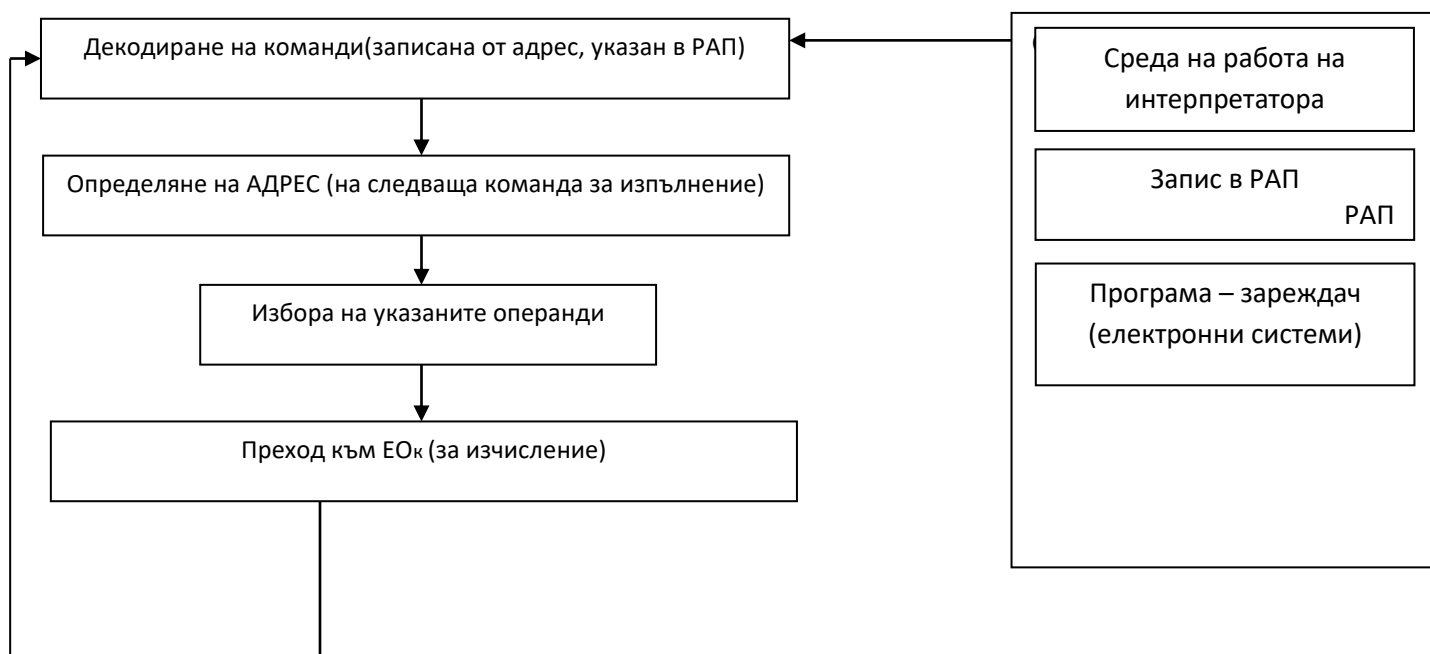 Декодиране на команди(записана от адрес, указан в РАП)
Определяне на АДРЕС (на следваща команда за изпълнение)
Избора на указаните операнди
Преход към ЕОк (за изчисление)
Среда на работа на
интерпретатора
Запис в РАП
РАП
Програма – зареждач
(електронни системи)